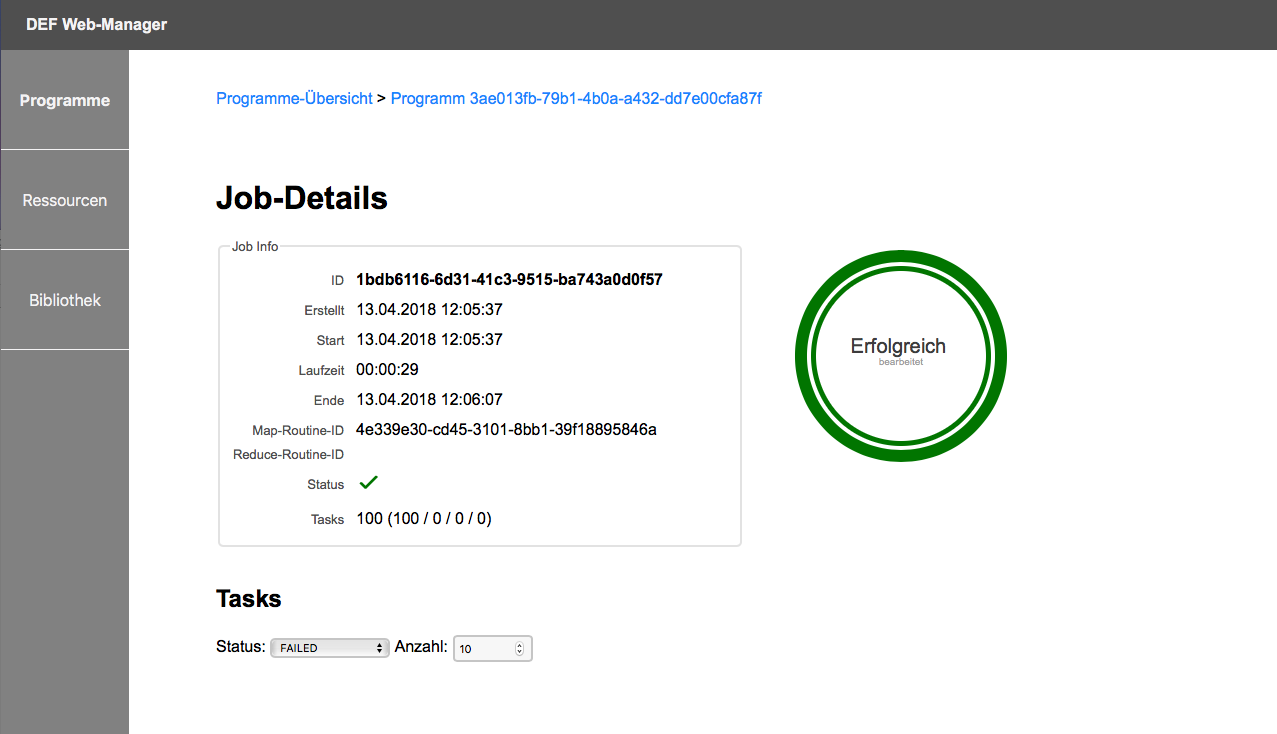 DEF Web-Manager
Programme
Ressourcen
Bibliothek
Programme-Übersicht > Programm 3ae013fb-79b1-4b0a-a432-dd7e00cfa87f
Job-Details
Job Info
ID 1bdb6116-6d31-41c3-9515-ba743a0d0f57
Erstellt 13.04.2018 12:05:37
Start 13.04.2018 12:05:37
Laufzeit 00:00:29
Ende 13.04.2018 12:06:07
Map-Routine-ID 4e339e30-cd45-3101-8bb1-39f18895846a
Reduce-Routine-ID
Status
Tasks 100 (100 / 0 / 0 / 0)
Erfolgreich
bearbeitet
Tasks
Status: FAILED Anzahl: 10